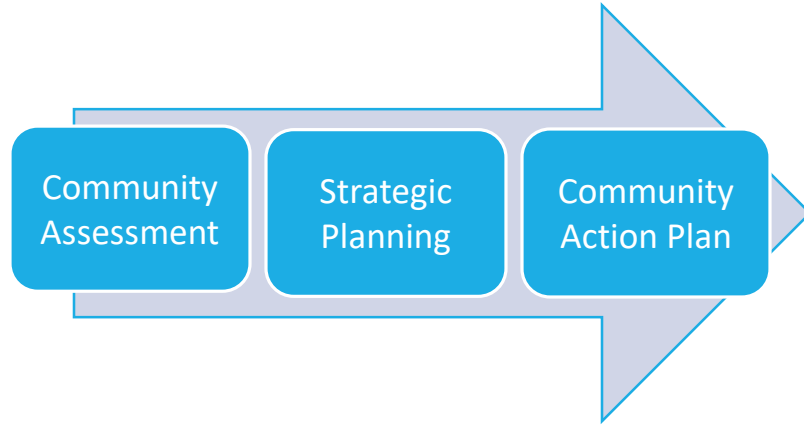 Community
Assessment
Strategic
Planning
Community
Action Plan